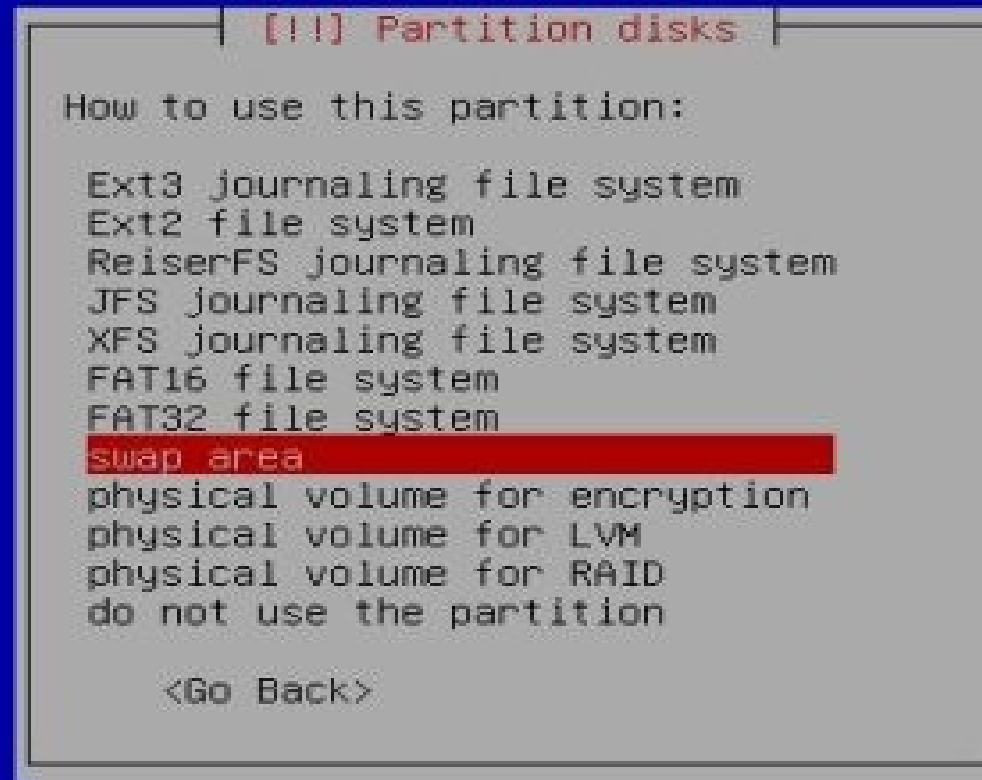 [!!] Partition disks
How to use this partition:
Ext3 journaling file system
Ext2 file system
ReiserFS journaling file system
JFS journaling file system
XFS journaling file system
FAT16 file system
FAT32 file system
swap area
physical volume for encryption
physical volume for LVM
physical volume for RAID
do not use the partition
<Go Back>